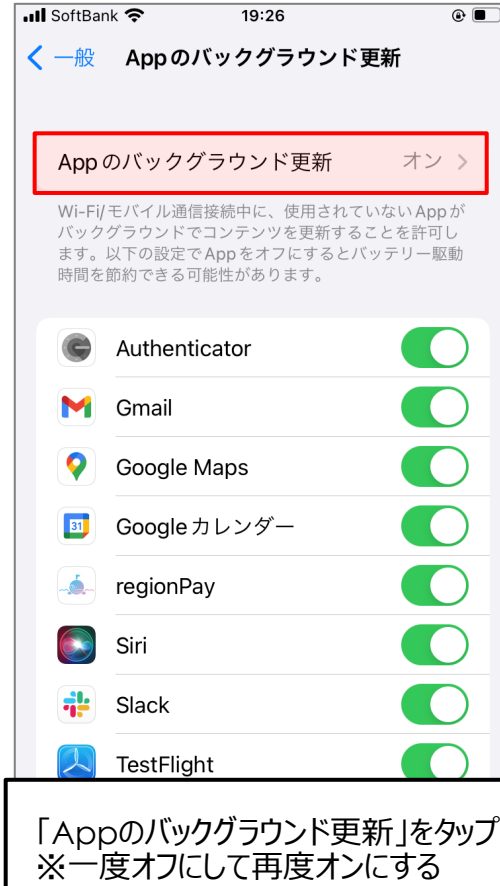 SoftBank 19:26
一般 Appのバックグラウンド更新
Appのバックグラウンド更新 オン
Wi-Fi/モバイル通信接続中に、使用されていないAppが
バックグラウンドでコンテンツを更新することを許可し
ます。以下の設定でAppをオフにするとバッテリー駆動
時間を節約できる可能性があります。
Authenticator
Gmail
Google Maps
31
Googleカレンダー
regionPay
Siri
Slack
TestFlight
「Appのバックグラウンド更新」をタップ
※一度オフにして再度オンにする